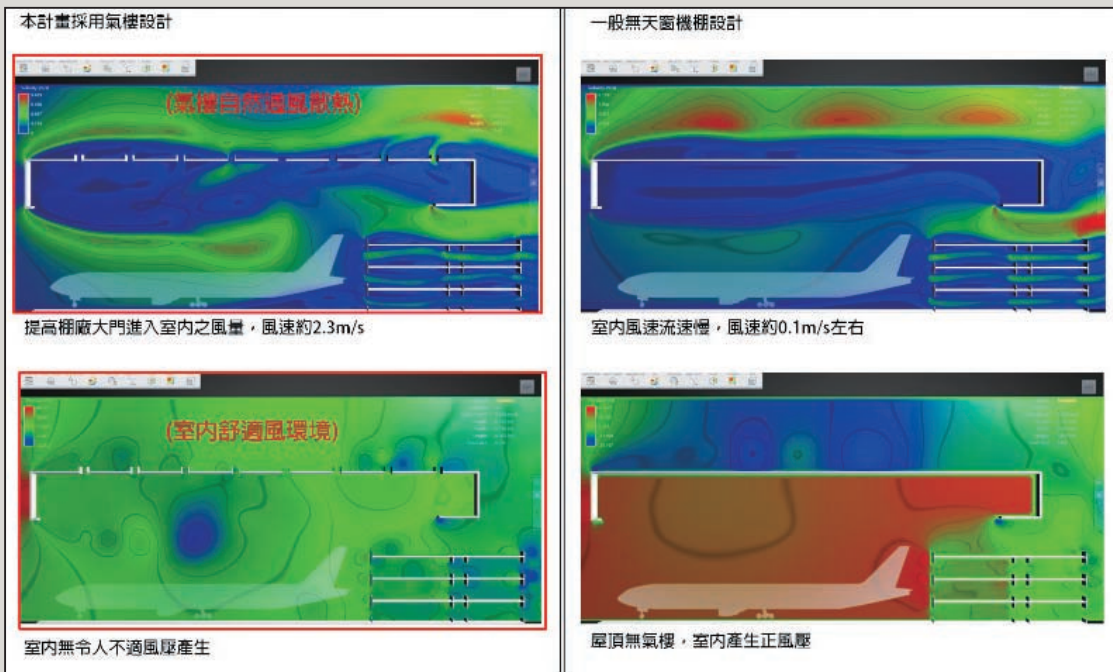 本計畫採用氣樓設計
一般無天窗機棚設計
(氣樓自然通風散熱)
提高棚廠大門進入室內之風量，風速約2.3m/s
室內風速流速慢，風速約0.1m/s左右
(室內舒適風環境)
室內無令人不適風壓產生
屋頂無氣樓，室內產生正風壓